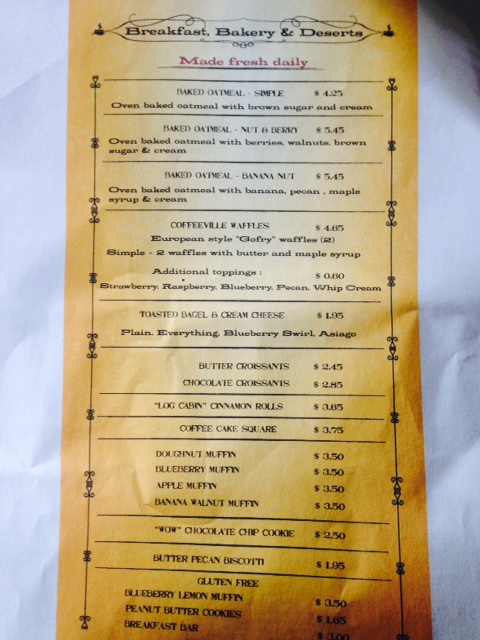 Breakfast, Bakery & Deserts
Made fresh daily
BAKED OATMEAL - SIMPLE $ 4.25
Oven baked oatmeal with brown sugar and cream
BAKED OATMEAL - NUT & BERRY $ 5.45
Oven baked oatmeal with berries, walnuts, brown
sugar & cream
BAKED OATMEAL - BANANA NUT $ 5.45
Oven baked oatmeal with banana, pecan , maple
syrup & cream
COFFEEVILLE WAFFLES $ 4.65
European style "Gofry" waffles (2)
Simple - 2 waffles with butter and maple syrup
Additional toppings : $ 0.60
Strawberry, Raspberry, Blueberry, Pecan, Whip Cream
TOASTED BAGEL & CREAM CHEESE $ 1.95
Plain, Everything, Blueberry Swirl, Asiago
BUTTER CROISSANTS $ 2.45
CHOCOLATE CROISSANTS $ 2.85
"LOG CABIN" CINNAMON ROLLS $ 3.65
COFFEE CAKE SQUARE $ 3.75
DOUGHNUT MUFFIN $ 3.50
BLUEBERRY MUFFIN $ 3.50
APPLE MUFFIN $ 3.50
BANANA WALNUT MUFFIN $ 3.50
"WOW" CHOCOLATE CHIP COOKIE $ 2.50
BUTTER PECAN BISCOTTI $ 1.95
GLUTEN FREE
BLUEBERRY LEMON MUFFIN $ 3.50
PEANUT BUTTER COOKIES $ 1.65
BREAKFAST BAR $ 3.00